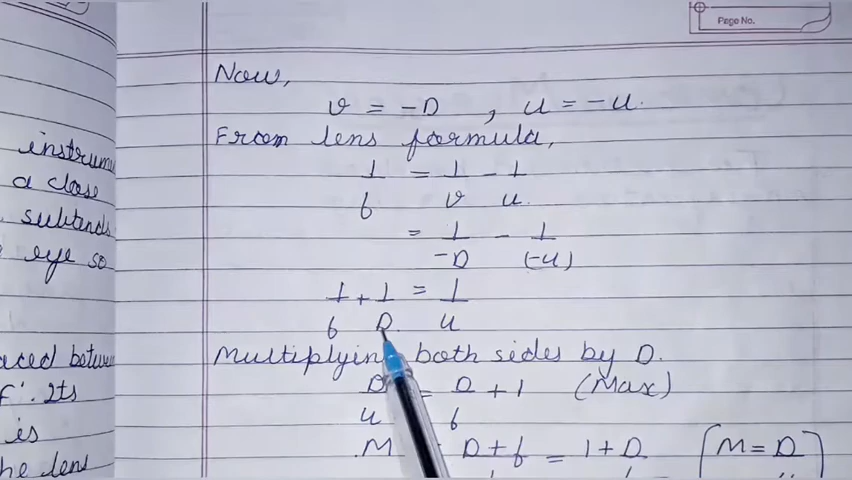 Page No.
Now,
v = -D , u = -u.
From lens formula,
1/f = 1/v - 1/u.
= 1/-D - 1/(-u)
1/f + 1/D. = 1/u
Multiplying both sides by D.
D/u = D/f + 1 (Max)
M = D+f = 1+D [M = D]
instrum
a close
subtends
eye so
aced betwe
F'. Its
is
he lens